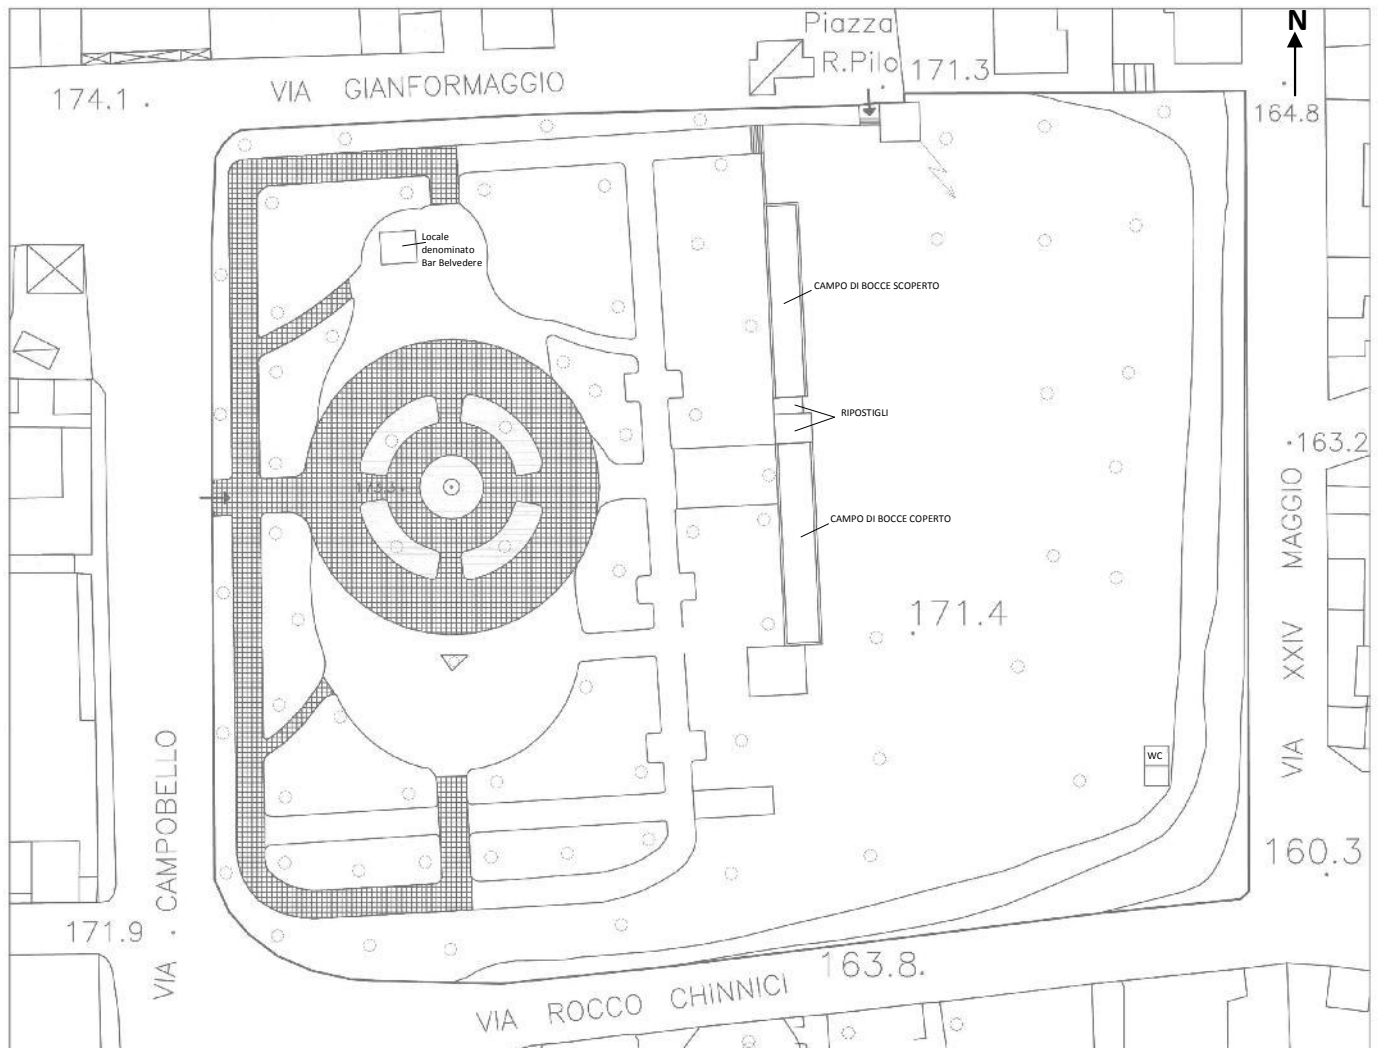 Piazza
R.Pilo
171.3
N
174.1
VIA GIANFORMAGGIO
164.8
Locale
denominato
Bar Belvedere
CAMPO DI BOCCE SCOPERTO
RIPOSTIGLI
163.2
CAMPO DI BOCCE COPERTO
171.4
VIA XXIV MAGGIO
WC
160.3
VIA CAMPOBELLO
171.9
163.8
VIA ROCCO CHINNICI